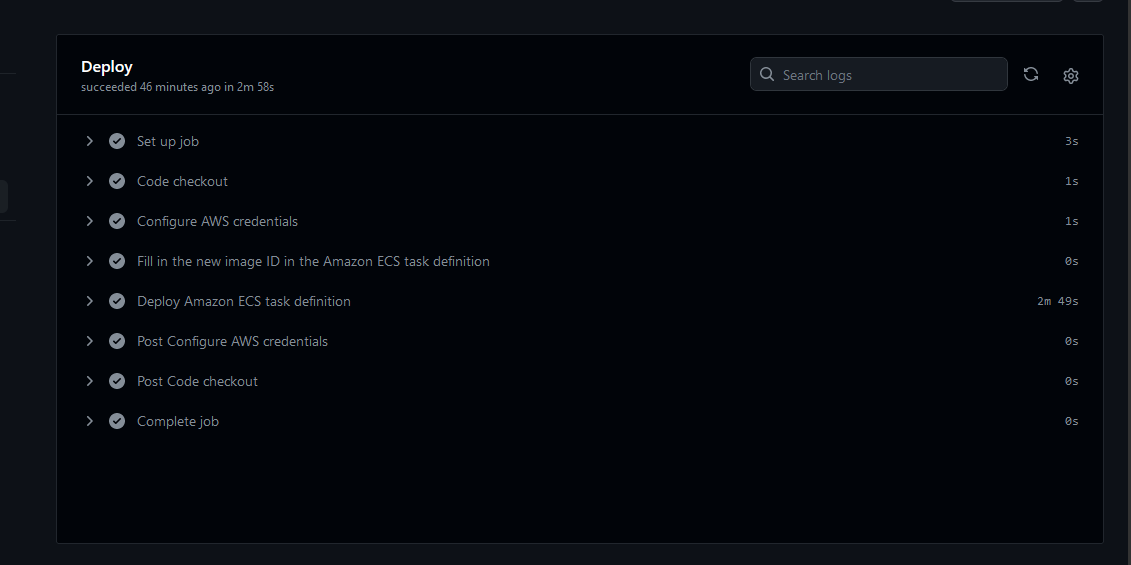 Deploy
succeeded 46 minutes ago in 2m 58s
Search logs
Set up job 3s
Code checkout 1s
Configure AWS credentials 1s
Fill in the new image ID in the Amazon ECS task definition 0s
Deploy Amazon ECS task definition 2m 49s
Post Configure AWS credentials 0s
Post Code checkout 0s
Complete job 0s